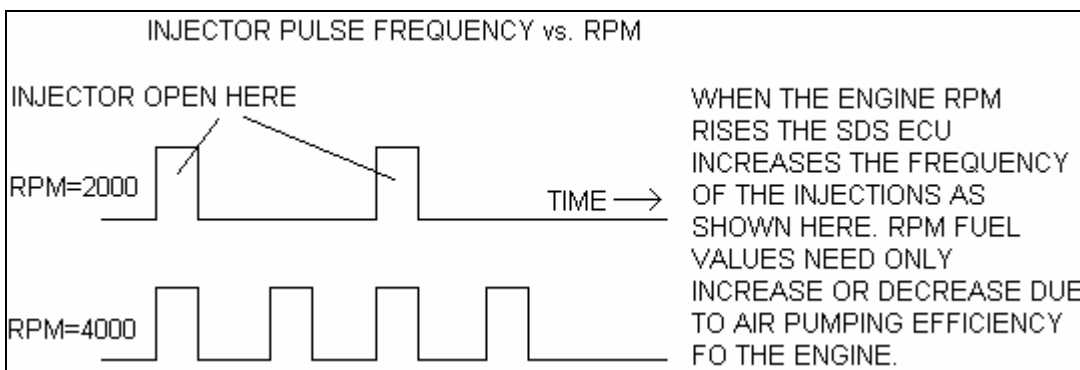 INJECTOR PULSE FREQUENCY vs. RPM
INJECTOR OPEN HERE
RPM=2000
TIME
RPM=4000
WHEN THE ENGINE RPM
RISES THE SDS ECU
INCREASES THE FREQUENCY
OF THE INJECTIONS AS
SHOWN HERE. RPM FUEL
VALUES NEED ONLY
INCREASE OR DECREASE DUE
TO AIR PUMPING EFFICIENCY
FO THE ENGINE.